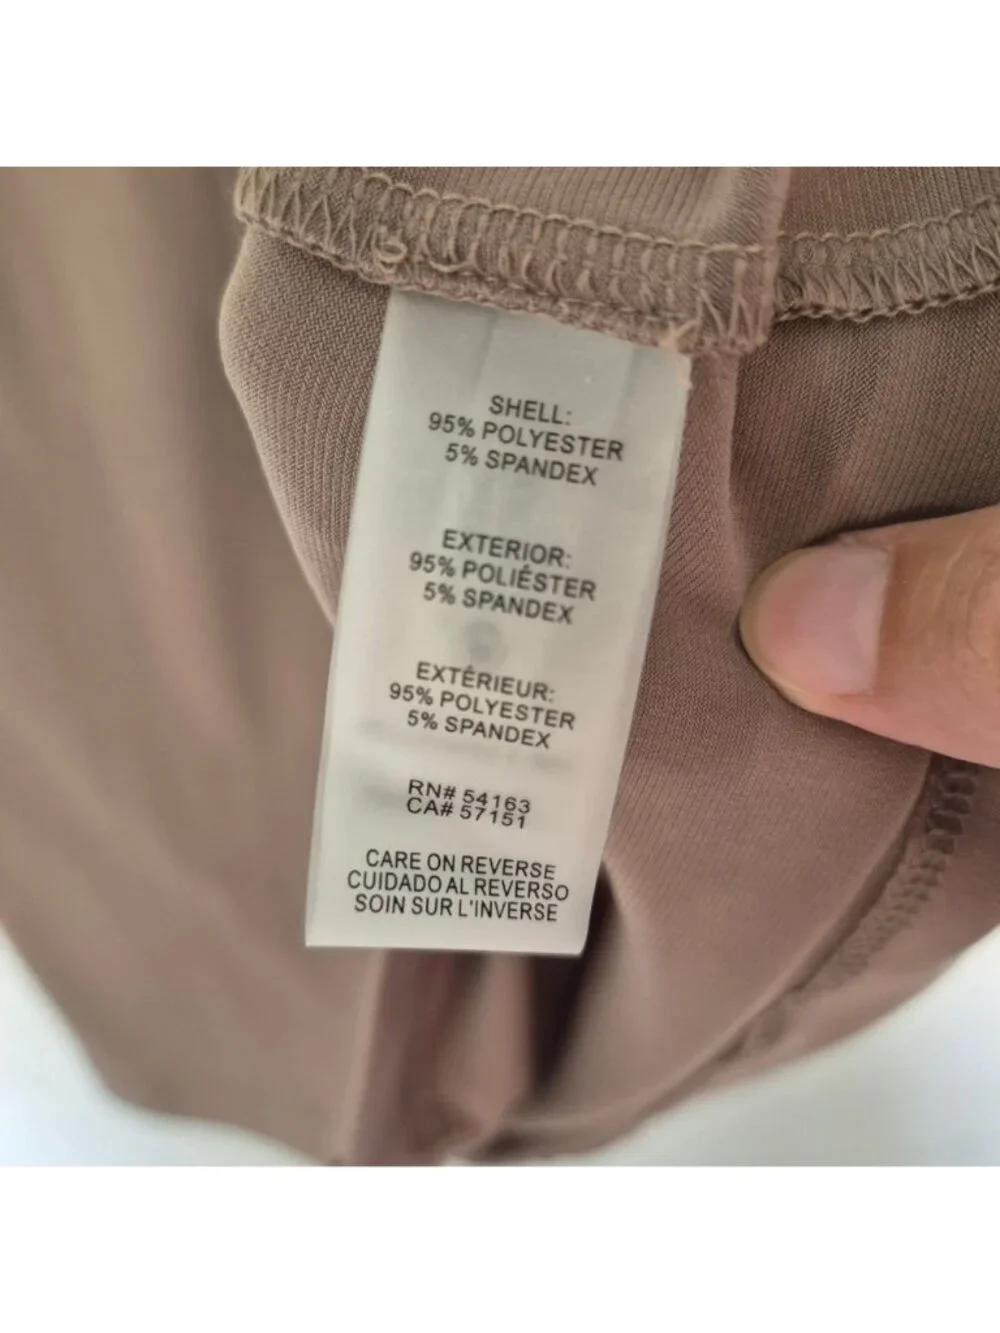 SHELL:
95% POLYESTER
5% SPANDEX
EXTERIOR:
95% POLIÉSTER
5% SPANDEX
EXTÉRIEUR:
95% POLYESTER
5% SPANDEX
RN# 54163
CA# 57151
CARE ON REVERSE
CUIDADO AL REVERSO
SOIN SUR L'INVERSE